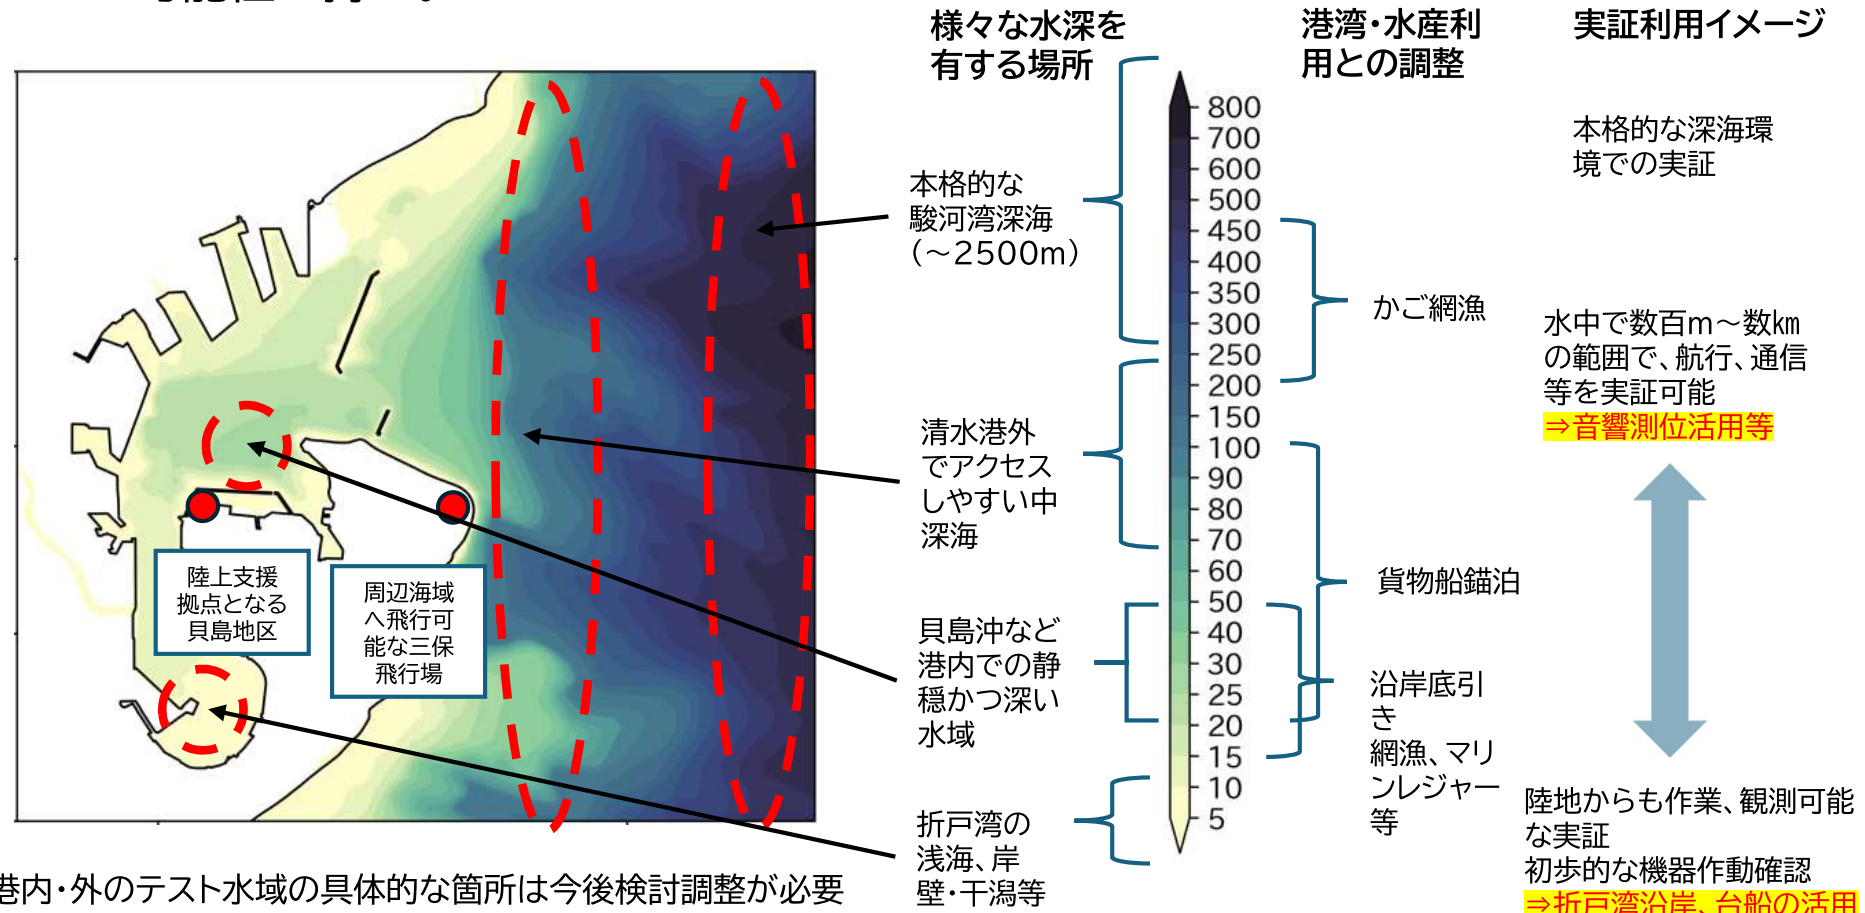 様々な水深を
有する場所
港湾・水産利
用との調整
実証利用イメージ
本格的な
駿河湾深海
(～2500m)
清水港外
でアクセス
しやすい中
深海
貝島沖など
港内での静
穏かつ深い
水域
折戸湾の
浅海、岸
壁・干潟等
800
700
600
500
450
400
350
300
250
200
150
100
90
80
70
60
50
40
30
25
20
15
10
5
かご網漁
貨物船錨泊
沿岸底引
き
網漁、マリ
ンレジャー
等
本格的な深海環
境での実証
水中で数百m～数㎞
の範囲で、航行、通信
等を実証可能
⇒音響測位活用等
陸地からも作業、観測可能
な実証
初歩的な機器作動確認
⇒折戸湾沿岸、台船の活用
陸上支援
拠点となる
貝島地区
周辺海域
へ飛行可
能な三保
飛行場
港内・外のテスト水域の具体的な箇所は今後検討調整が必要